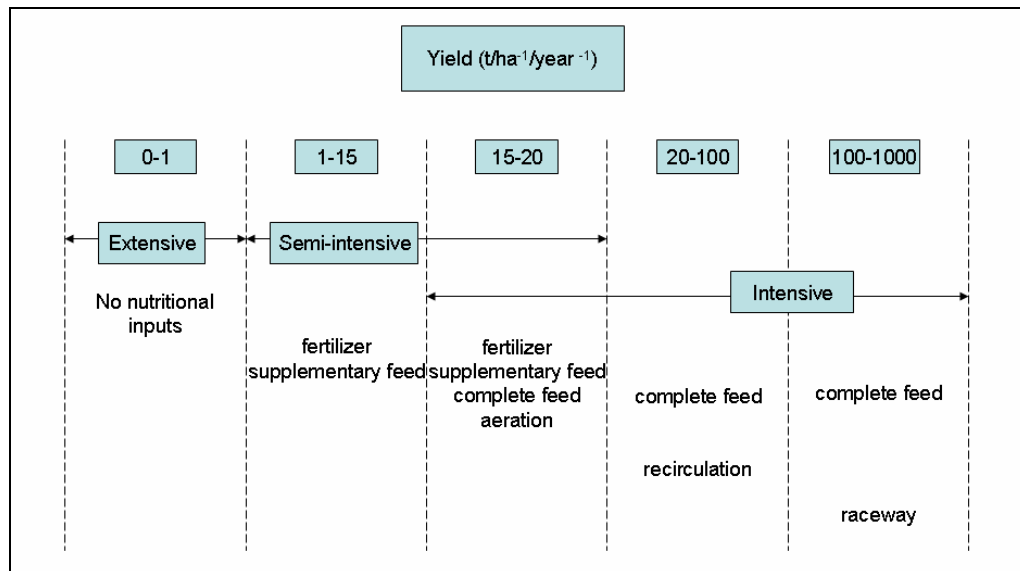 Yield (t/ha⁻¹/year ⁻¹)
0-1
1-15
15-20
20-100
100-1000
Extensive
Semi-intensive
Intensive
No nutritional
inputs
fertilizer
supplementary feed
fertilizer
supplementary feed
complete feed
aeration
complete feed
recirculation
complete feed
raceway